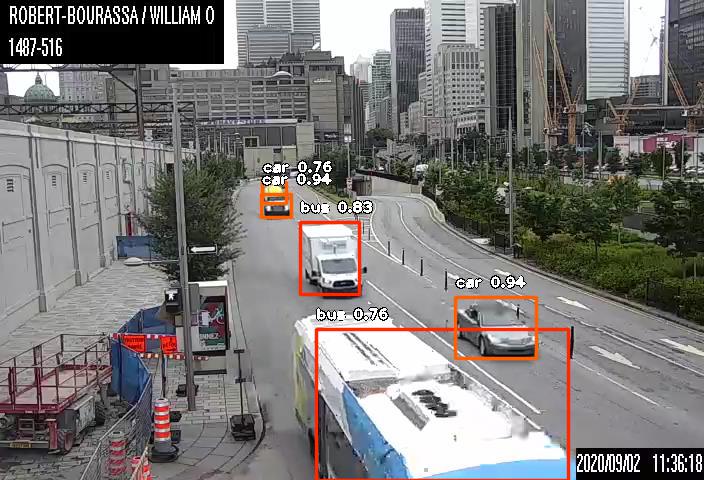 ROBERT-BOURASSA / WILLIAM O
1487-516
car 0.76
car 0.94
bus 0.83
car 0.94
bus 0.76
2020/09/02 11:36:18